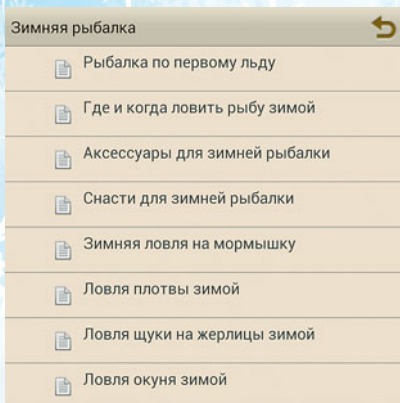 Зимняя рыбалка
Рыбалка по первому льду
Где и когда ловить рыбу зимой
Аксессуары для зимней рыбалки
Снасти для зимней рыбалки
Зимняя ловля на мормышку
Ловля плотвы зимой
Ловля щуки на жерлицы зимой
Ловля окуня зимой